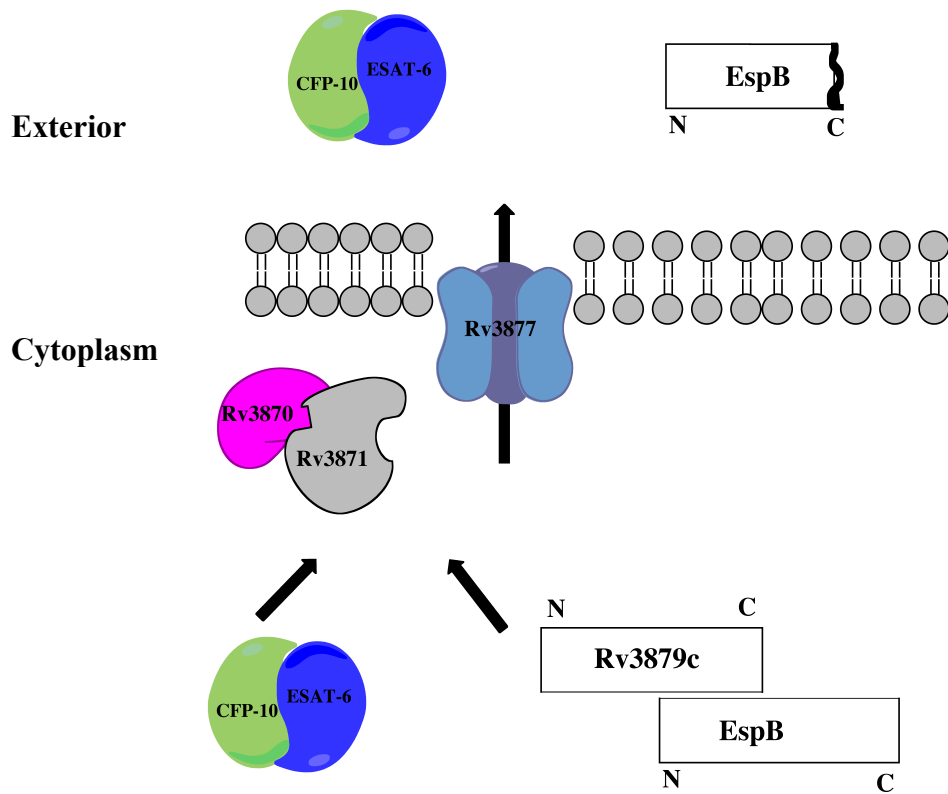 CFP-10
ESAT-6
EspB
N
C
Exterior
Rv3877
Cytoplasm
Rv3870
Rv3871
N
C
Rv3879c
CFP-10
ESAT-6
EspB
N
C